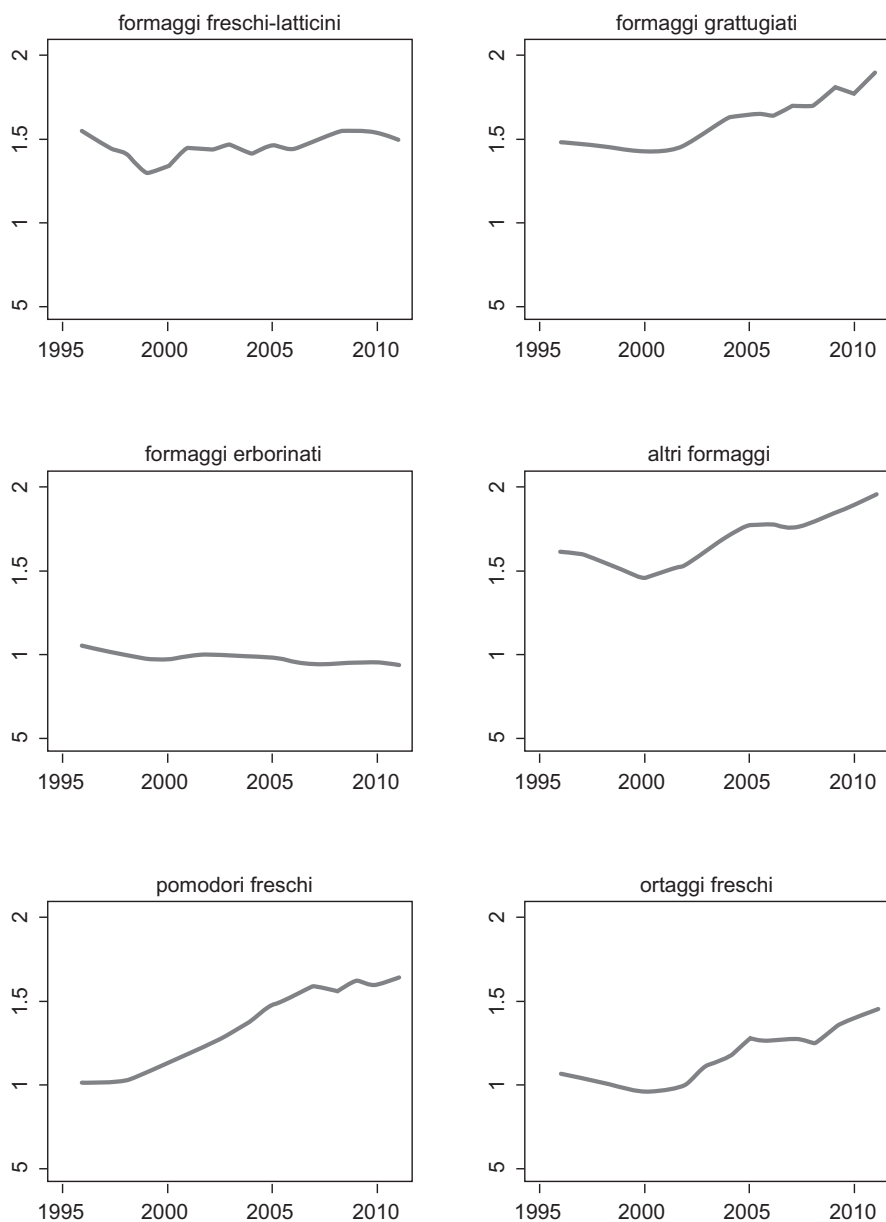 formaggi freschi-latticini
2
1.5
1
5
1995 2000 2005 2010
formaggi grattugiati
2
1.5
1
5
1995 2000 2005 2010
formaggi erborinati
2
1.5
1
5
1995 2000 2005 2010
altri formaggi
2
1.5
1
5
1995 2000 2005 2010
pomodori freschi
2
1.5
1
5
1995 2000 2005 2010
ortaggi freschi
2
1.5
1
5
1995 2000 2005 2010